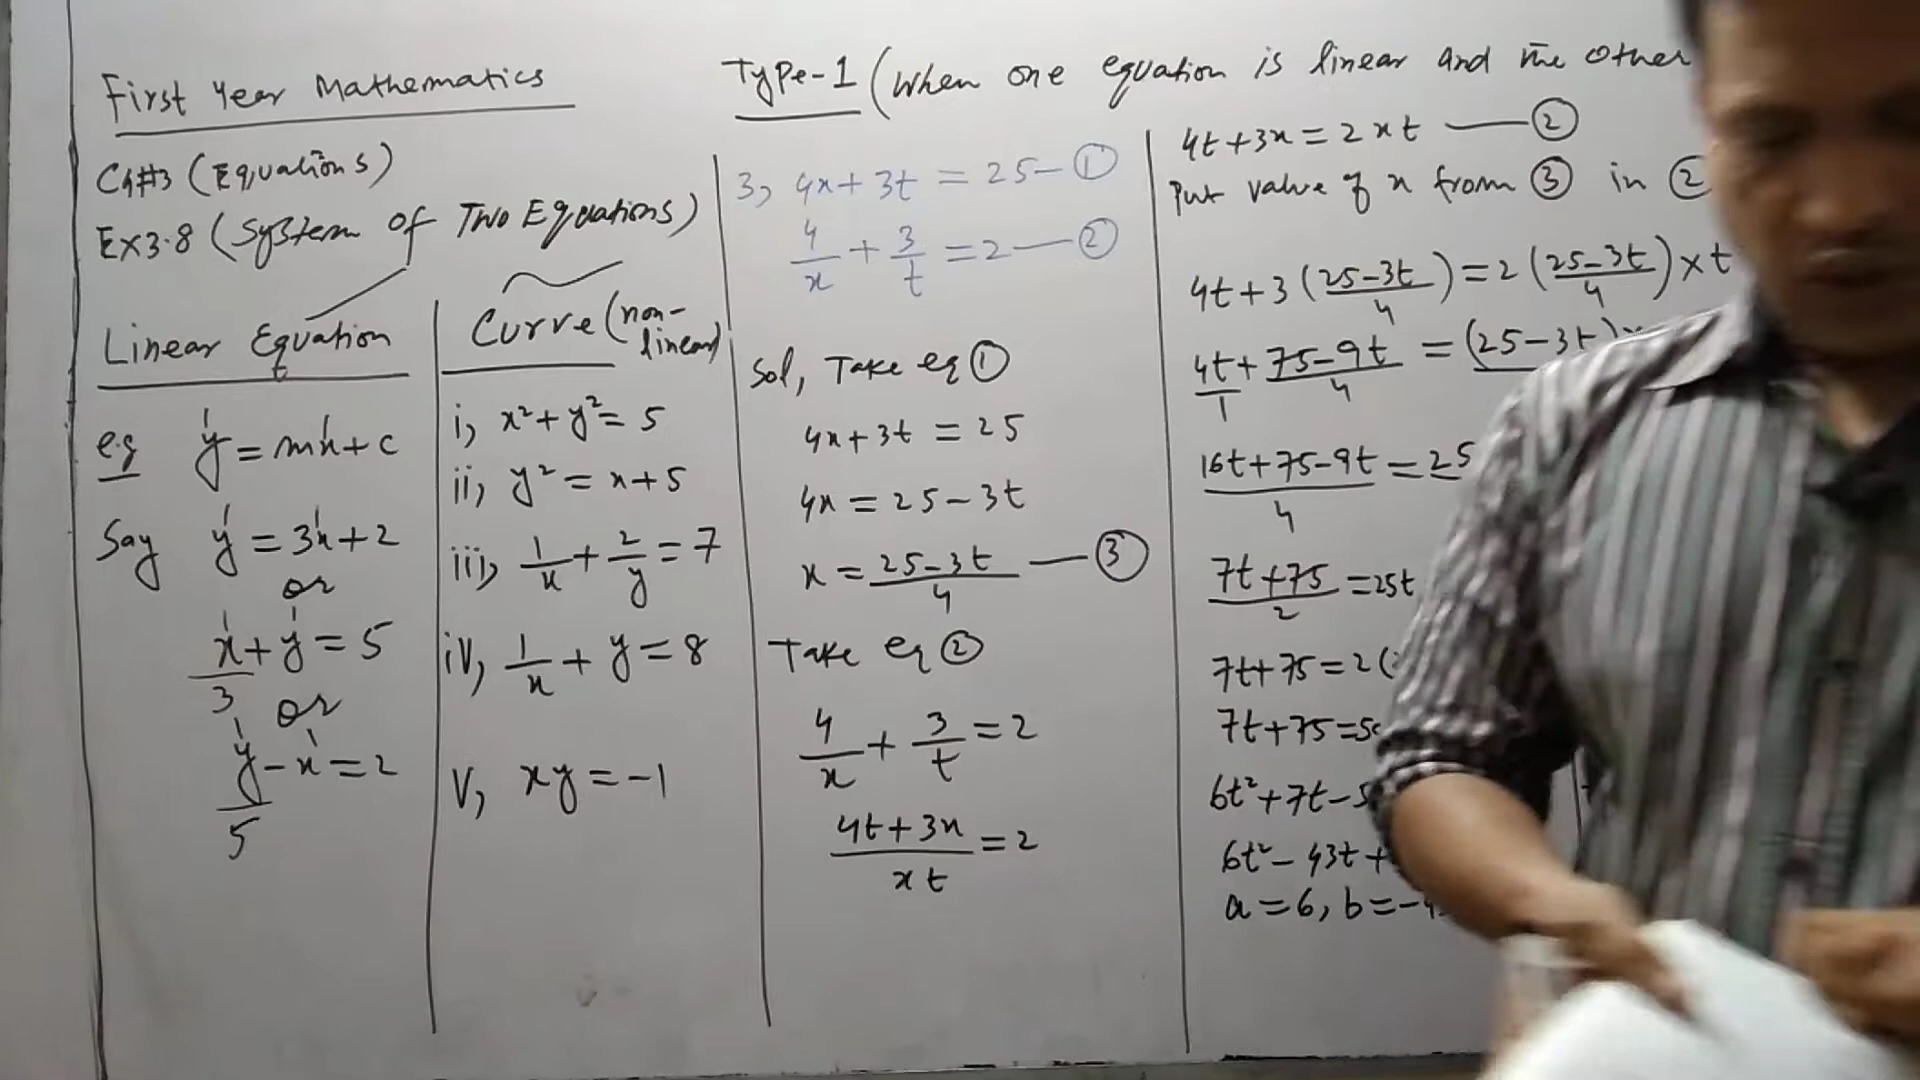 First Year Mathematics
Ch#3 (Equations)
EX3.8 (System of Two Equations)
Linear Equation
e.g y = mx + c
Say y = 3x + 2
or
x/3 + y = 5
or
y/5 - x = 2
Curve (non-linear)
i, x² + y² = 5
ii, y² = x + 5
iii, 1/x + 2/y = 7
iv, 1/x + y = 8
v, xy = -1
Type-1 (When one equation is linear and the other
3, 4x + 3t = 25 — ①
4/x + 3/t = 2 — ②
Sol, Take eq ①
4x + 3t = 25
4x = 25 - 3t
x = (25 - 3t)/4 — ③
Take eq ②
4/x + 3/t = 2
(4t + 3x)/(xt) = 2
4t + 3x = 2xt — ②
Put value of x from ③ in ②
4t + 3((25-3t)/4) = 2((25-3t)/4) × t
4t/1 + (75-9t)/4 = (25-3t)
(16t + 75 - 9t)/4 = 25
(7t + 75)/2 = 25t
7t + 75 = 2(
7t + 75 = 5
6t² + 7t - 5
6t² - 43t +
a = 6, b = -4